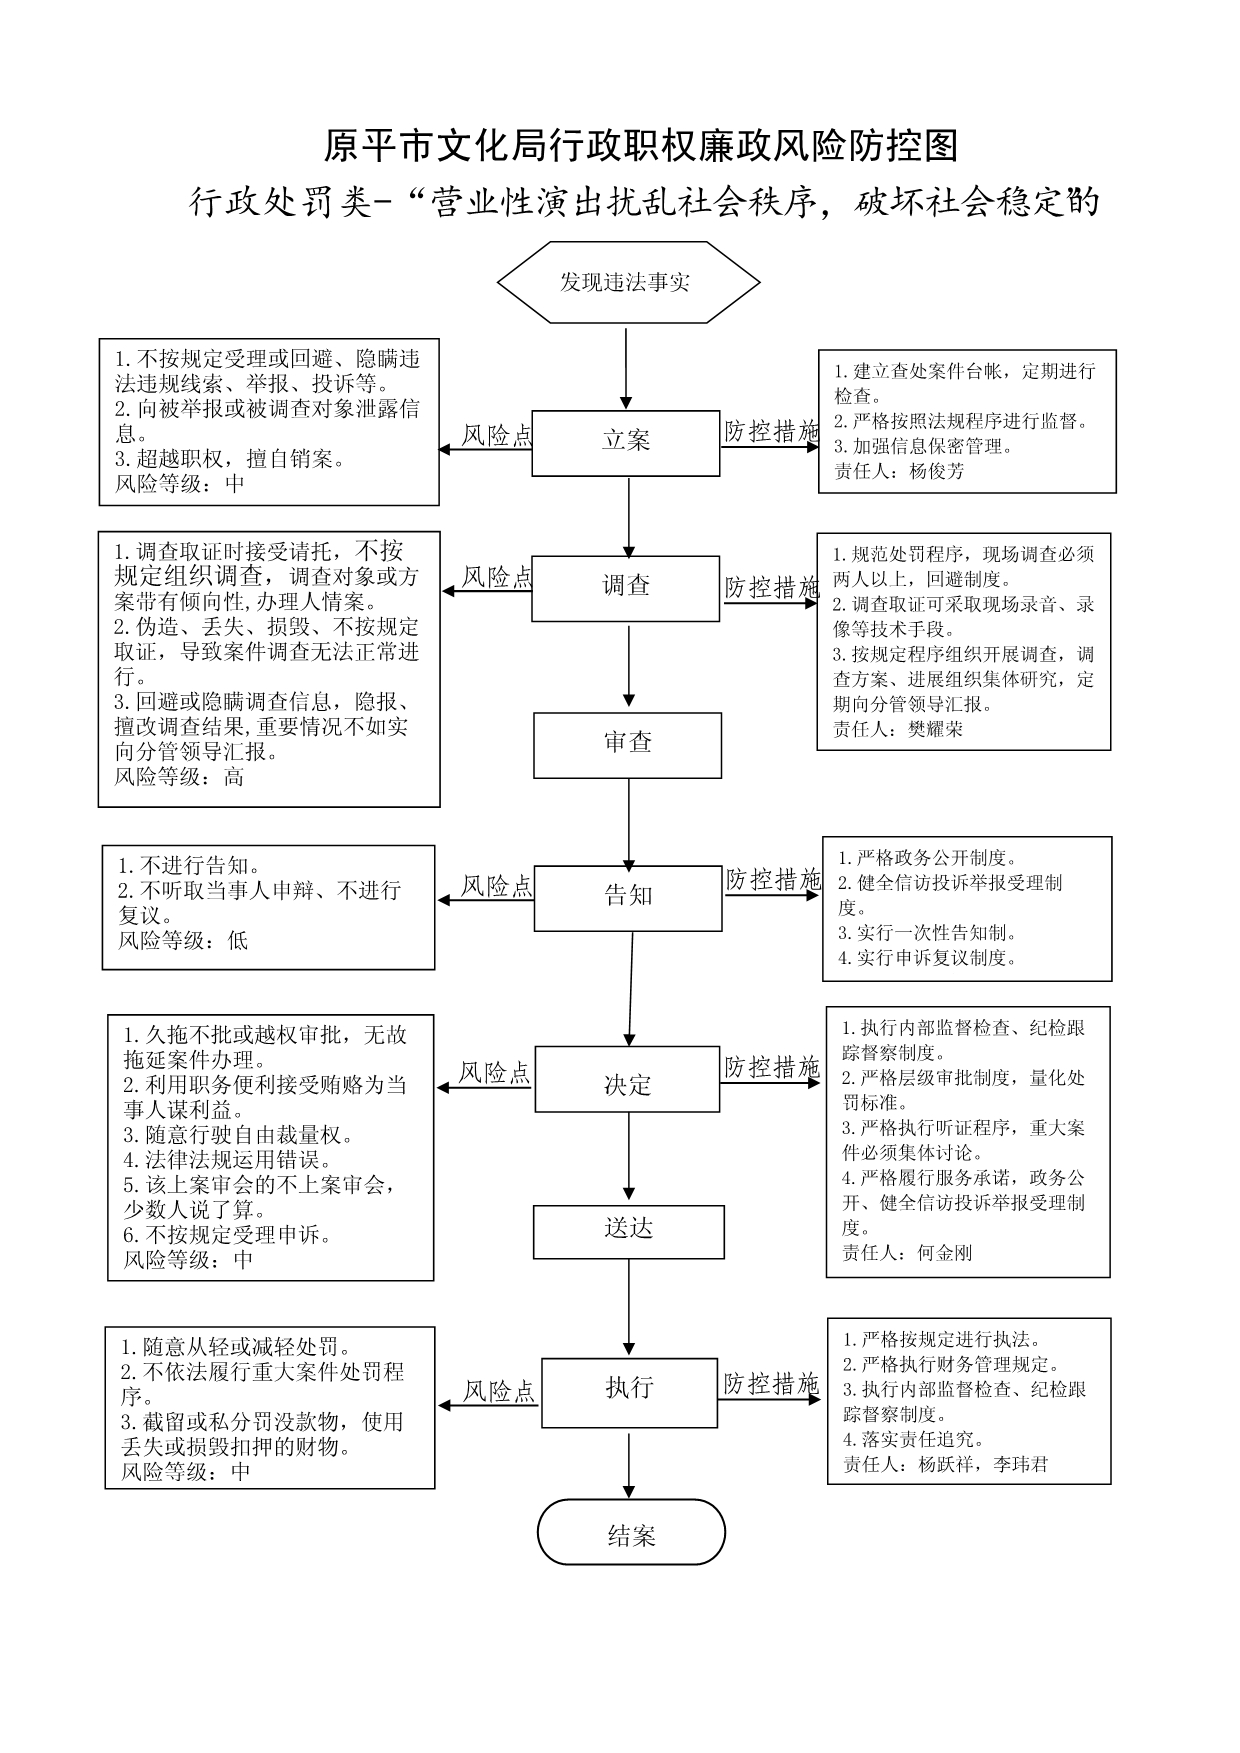 原平市文化局行政职权廉政风险防控图
行政处罚类-“营业性演出扰乱社会秩序，破坏社会稳定”的
发现违法事实
1.不按规定受理或回避、隐瞒违
法违规线索、举报、投诉等。
2.向被举报或被调查对象泄露信
息。
3.超越职权，擅自销案。
风险等级：中
风险点
立案
防控措施
1.建立查处案件台帐，定期进行
检查。
2.严格按照法规程序进行监督。
3.加强信息保密管理。
责任人：杨俊芳
1.调查取证时接受请托，不按
规定组织调查，调查对象或方
案带有倾向性,办理人情案。
2.伪造、丢失、损毁、不按规定
取证，导致案件调查无法正常进
行。
3.回避或隐瞒调查信息，隐报、
擅改调查结果,重要情况不如实
向分管领导汇报。
风险等级：高
风险点
调查
防控措施
1.规范处罚程序，现场调查必须
两人以上，回避制度。
2.调查取证可采取现场录音、录
像等技术手段。
3.按规定程序组织开展调查，调
查方案、进展组织集体研究，定
期向分管领导汇报。
责任人：樊耀荣
审查
1.不进行告知。
2.不听取当事人申辩、不进行
复议。
风险等级：低
风险点
告知
防控措施
1.严格政务公开制度。
2.健全信访投诉举报受理制
度。
3.实行一次性告知制。
4.实行申诉复议制度。
1.久拖不批或越权审批，无故
拖延案件办理。
2.利用职务便利接受贿赂为当
事人谋利益。
3.随意行驶自由裁量权。
4.法律法规运用错误。
5.该上案审会的不上案审会，
少数人说了算。
6.不按规定受理申诉。
风险等级：中
风险点
决定
防控措施
1.执行内部监督检查、纪检跟
踪督察制度。
2.严格层级审批制度，量化处
罚标准。
3.严格执行听证程序，重大案
件必须集体讨论。
4.严格履行服务承诺，政务公
开、健全信访投诉举报受理制
度。
责任人：何金刚
送达
1.随意从轻或减轻处罚。
2.不依法履行重大案件处罚程
序。
3.截留或私分罚没款物，使用
丢失或损毁扣押的财物。
风险等级：中
风险点
执行
防控措施
1.严格按规定进行执法。
2.严格执行财务管理规定。
3.执行内部监督检查、纪检跟
踪督察制度。
4.落实责任追究。
责任人：杨跃祥，李玮君
结案